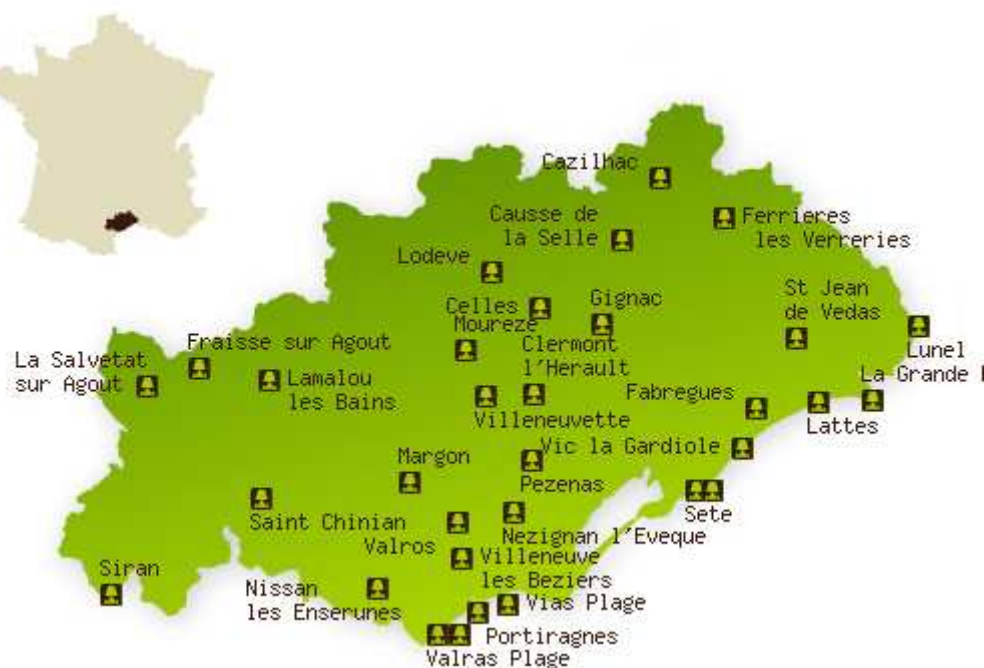 Cazilhac
Causse de
la Selle
Ferrieres
les Verreries
Lodeve
Celles
Gignac
St Jean
de Vedas
Moureze
Fraisse sur Agout
Clermont
l'Herault
Lunel
La Salvetat
sur Agout
Lamalou
les Bains
La Grande
Fabregues
Villeneuvette
Lattes
Vic la Gardiole
Margon
Pezenas
Sete
Saint Chinian
Nezignan l'Eveque
Valros
Villeneuve
les Beziers
Siran
Nissan
les Enserunes
Vias Plage
Portiragnes
Valras Plage